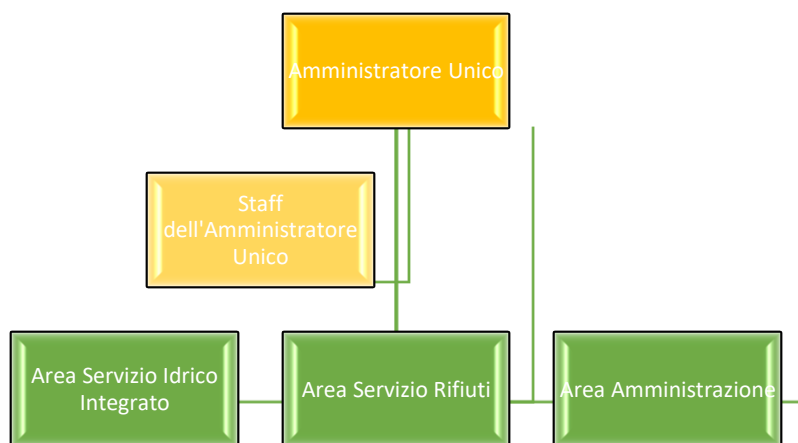 Amministratore Unico
Staff
dell'Amministratore
Unico
Area Servizio Idrico
Integrato
Area Servizio Rifiuti
Area Amministrazione